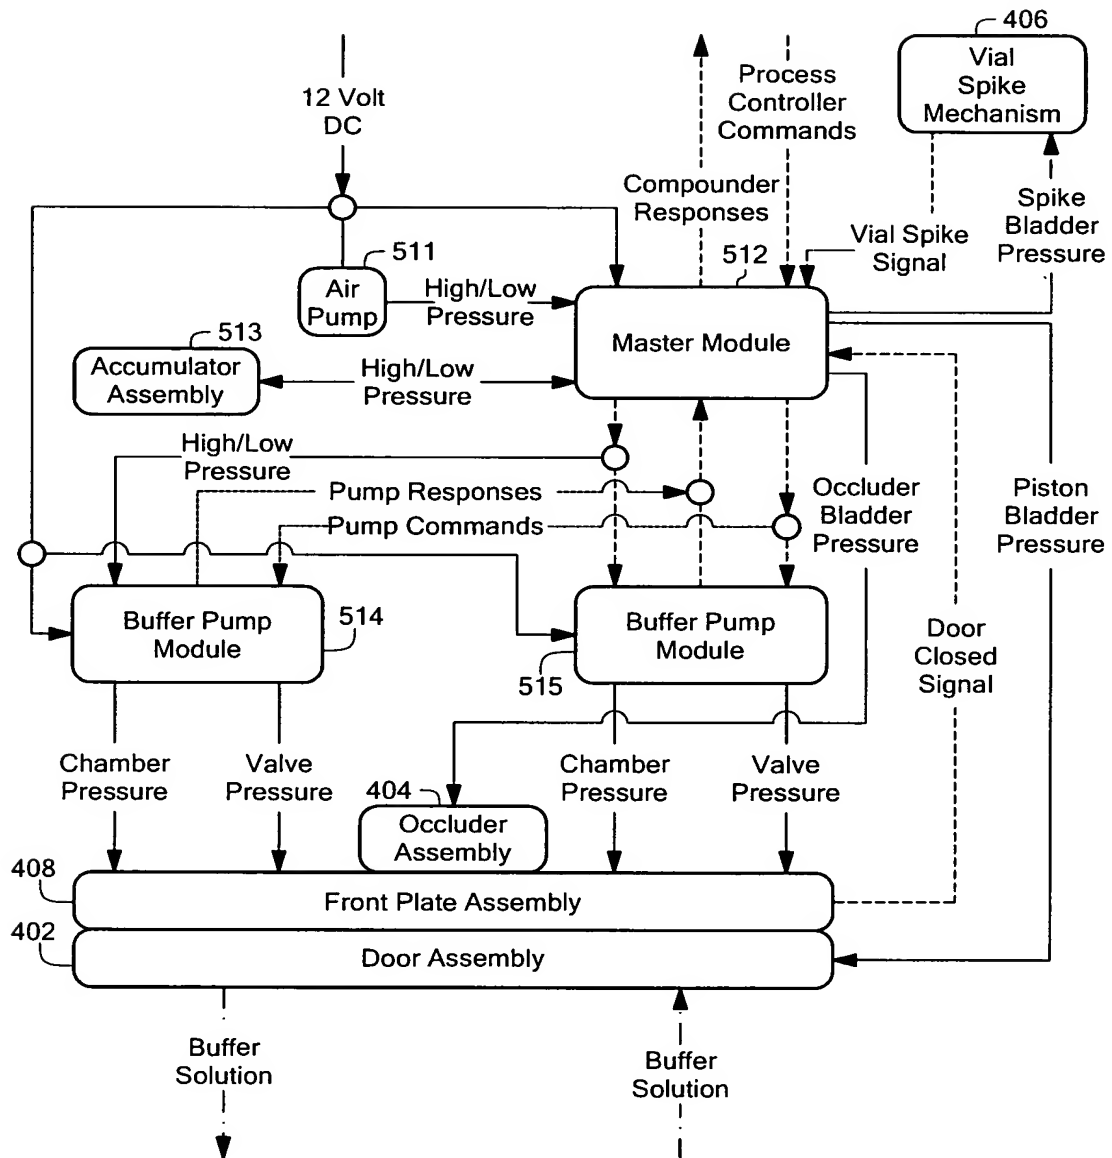 406
Vial
Spike
Mechanism
12 Volt
DC
Process
Controller
Commands
Compounder
Responses
Spike
Bladder
Pressure
Vial Spike
Signal
511
Air
Pump
High/Low
Pressure
512
Master Module
513
Accumulator
Assembly
High/Low
Pressure
High/Low
Pressure
Pump Responses
Pump Commands
Occluder
Bladder
Pressure
Piston
Bladder
Pressure
Buffer Pump
Module
514
Buffer Pump
Module
515
Door
Closed
Signal
Chamber
Pressure
Valve
Pressure
Chamber
Pressure
Valve
Pressure
404
Occluder
Assembly
408
Front Plate Assembly
402
Door Assembly
Buffer
Solution
Buffer
Solution